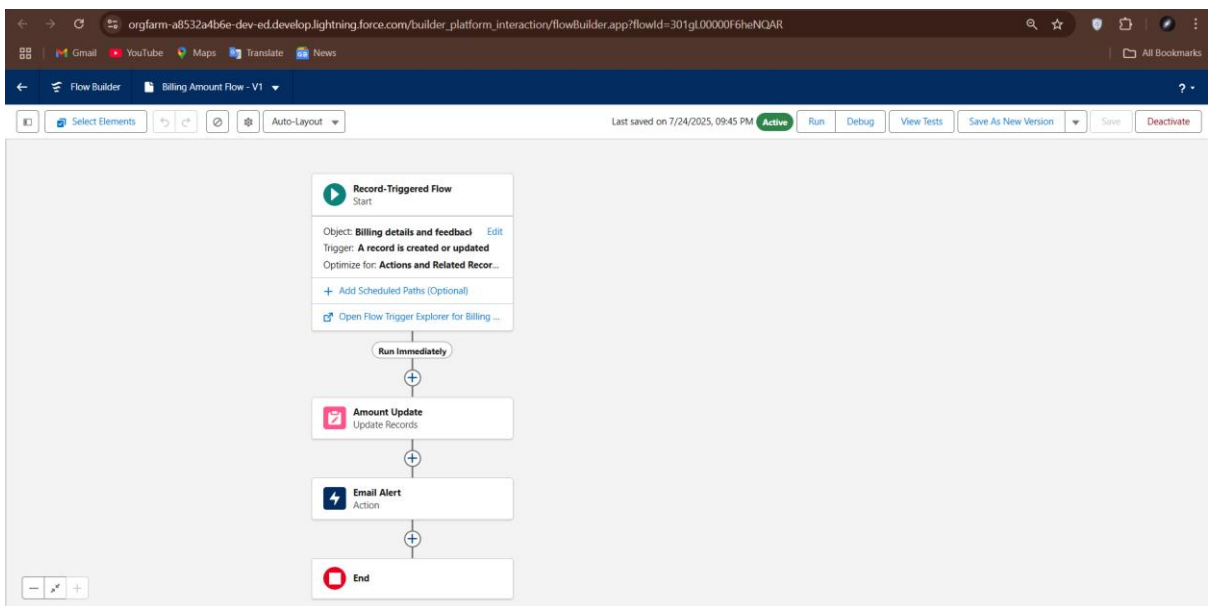 orgfarm-a8532a4b6e-dev-ed.develop.lightning.force.com/builder_platform_interaction/flowBuilder.app?flowId=301gL00000F6heNQAR
Gmail YouTube Maps Translate News All Bookmarks
Flow Builder Billing Amount Flow - V1 ?
Select Elements Auto-Layout Last saved on 7/24/2025, 09:45 PM Active Run Debug View Tests Save As New Version Save Deactivate
Record-Triggered Flow
Start
Object: Billing details and feedback Edit
Trigger: A record is created or updated
Optimize for: Actions and Related Recor...
+ Add Scheduled Paths (Optional)
Open Flow Trigger Explorer for Billing ...
Run Immediately
Amount Update
Update Records
Email Alert
Action
End